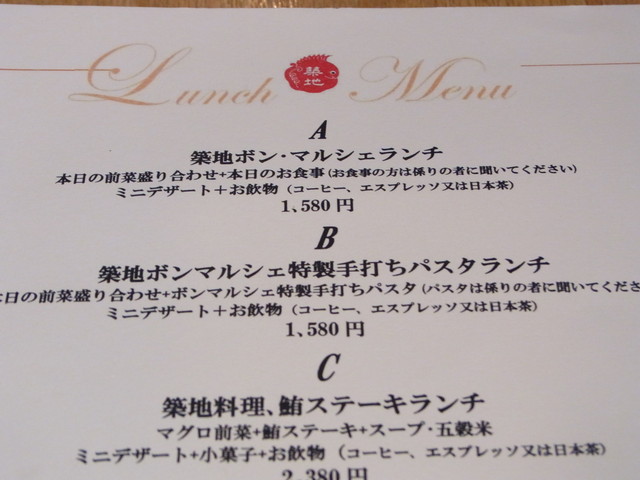 Lunch 築地 Menu
A
築地ボン・マルシェランチ
本日の前菜盛り合わせ+本日のお食事(お食事の方は係りの者に聞いてください)
ミニデザート＋お飲物（コーヒー、エスプレッソ又は日本茶）
1,580 円
B
築地ボンマルシェ特製手打ちパスタランチ
日の前菜盛り合わせ+ボンマルシェ特製手打ちパスタ(パスタは係りの者に聞いてくださ
ミニデザート＋お飲物（コーヒー、エスプレッソ又は日本茶）
1,580 円
C
築地料理、鮪ステーキランチ
マグロ前菜+鮪ステーキ+スープ・五穀米
ミニデザート+小菓子+お飲物（コーヒー、エスプレッソ又は日本茶）
2,380 円